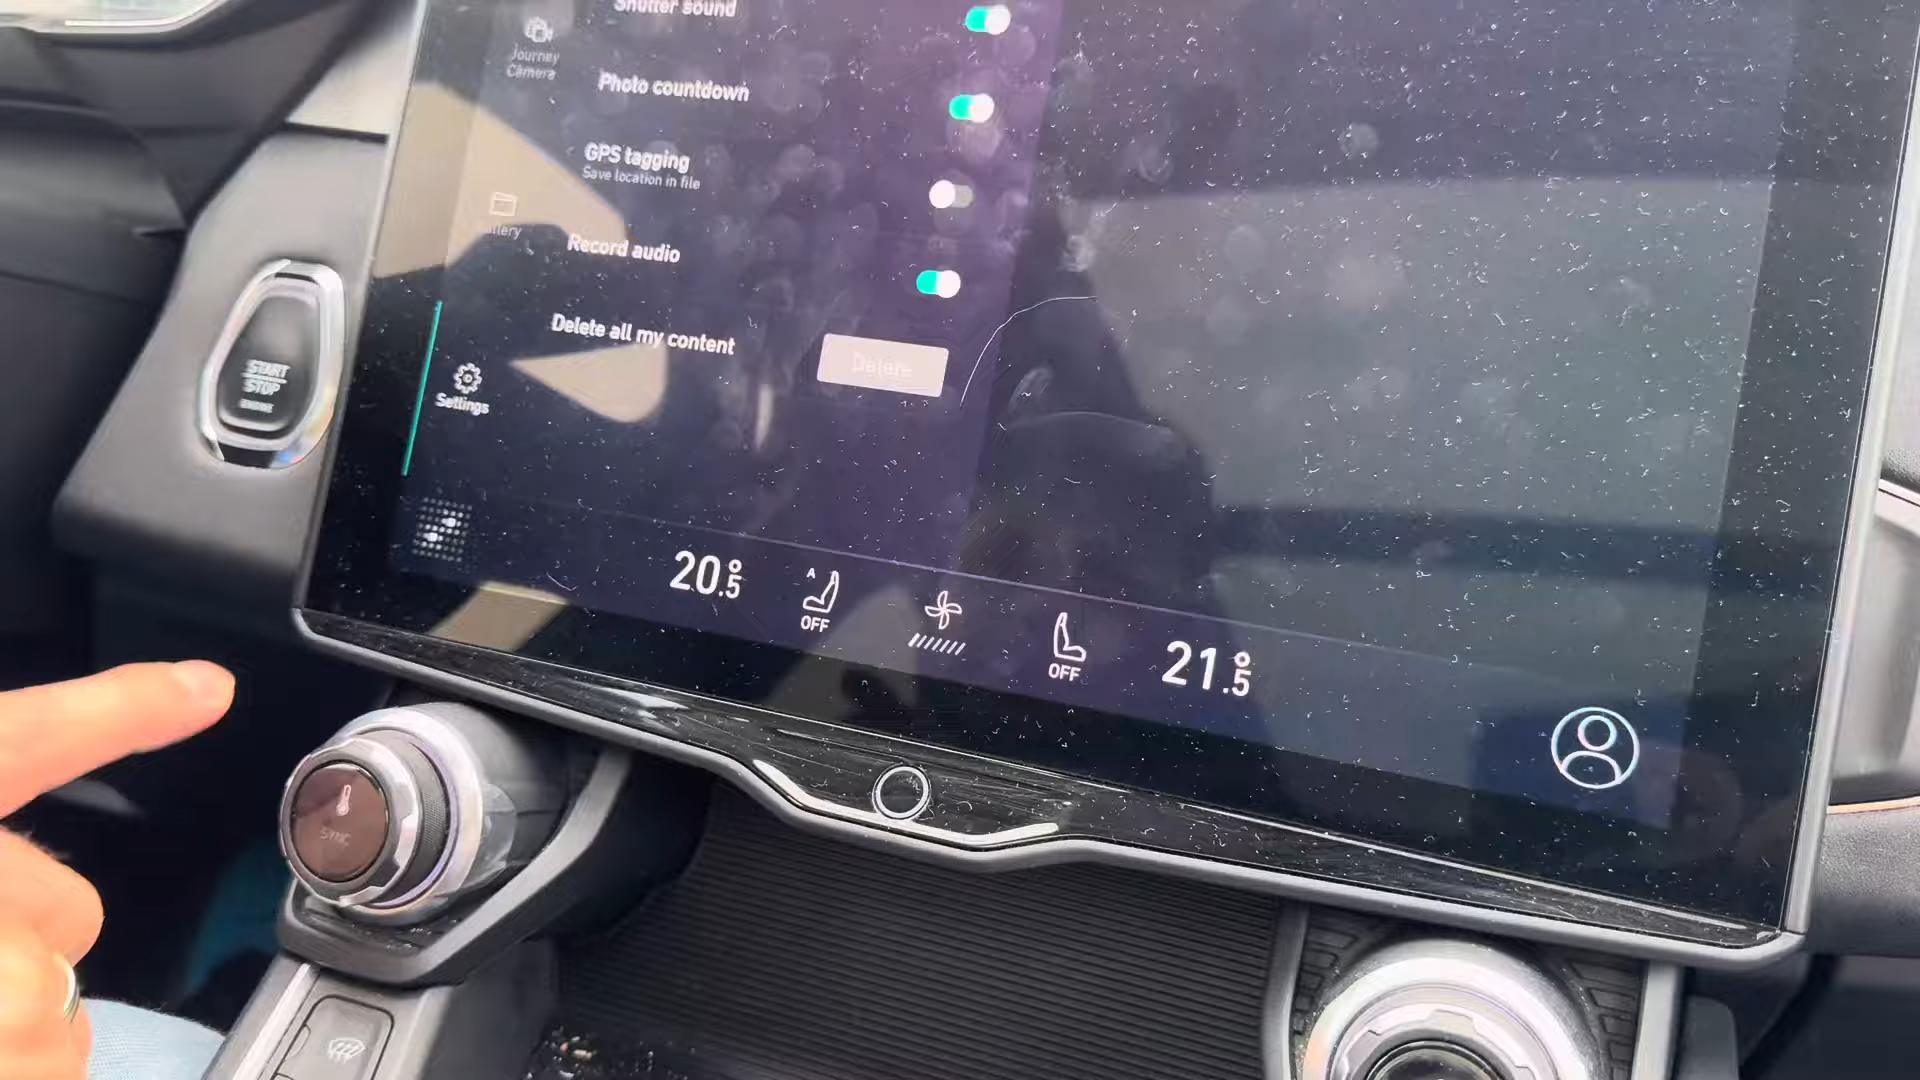 Shutter sound
Journey
Camera
Photo countdown
GPS tagging
Save location in file
Record audio
Delete all my content
Delete
Settings
START
STOP
ENGINE
20.5°
A
OFF
OFF
21.5°
SYNC